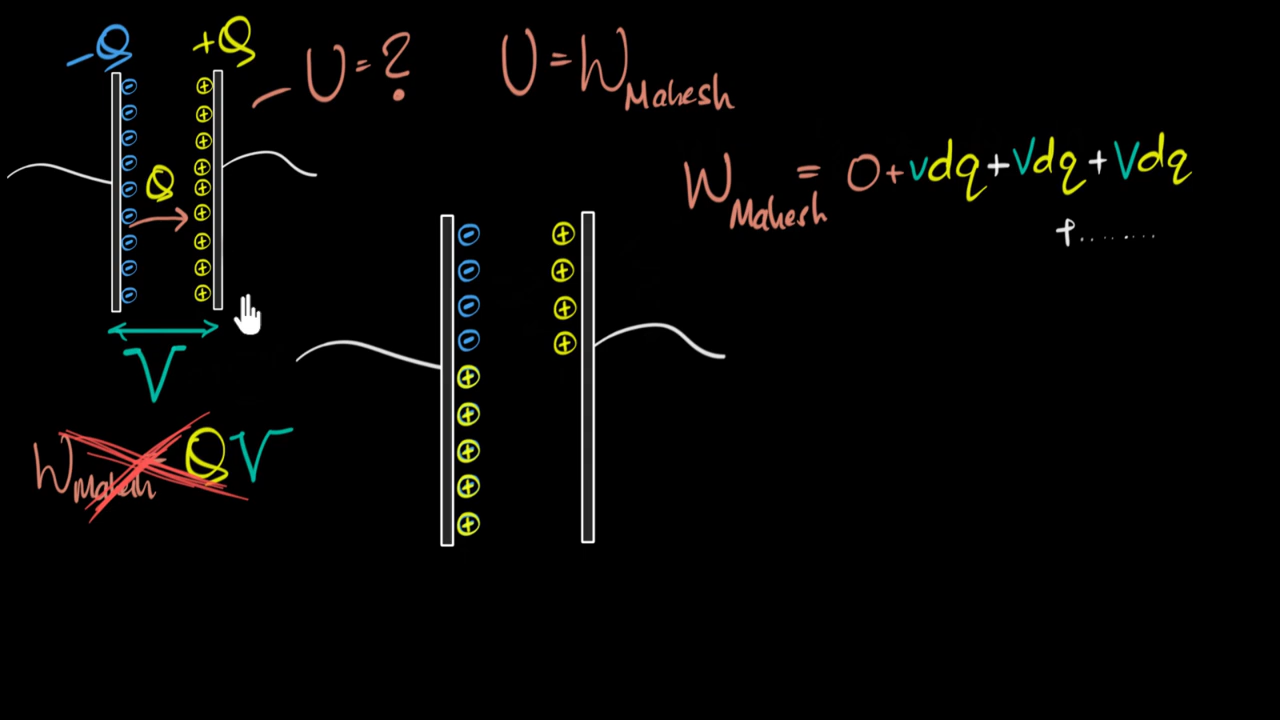 -Q +Q
U = ?
U = W Mahesh
Q
W Mahesh = 0 + vdq + Vdq + Vdq
+........
V
W Mahesh QV